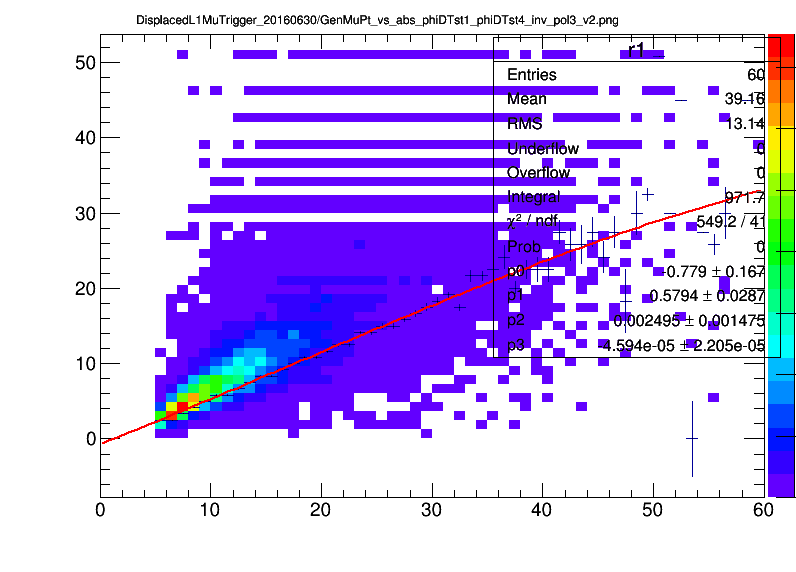 DisplacedL1MuTrigger_20160630/GenMuPt_vs_abs_phiDTst1_phiDTst4_inv_pol3_v2.png
r1
Entries 60
Mean 39.16
RMS 13.14
Underflow 0
Overflow 0
Integral 971.7
χ² / ndf 549.2 / 41
Prob 0
p0 -0.779 ± 0.167
p1 0.5794 ± 0.0287
p2 0.002495 ± 0.001475
p3 -4.594e-05 ± 2.205e-05
50
40
30
20
10
0
0 10 20 30 40 50 60